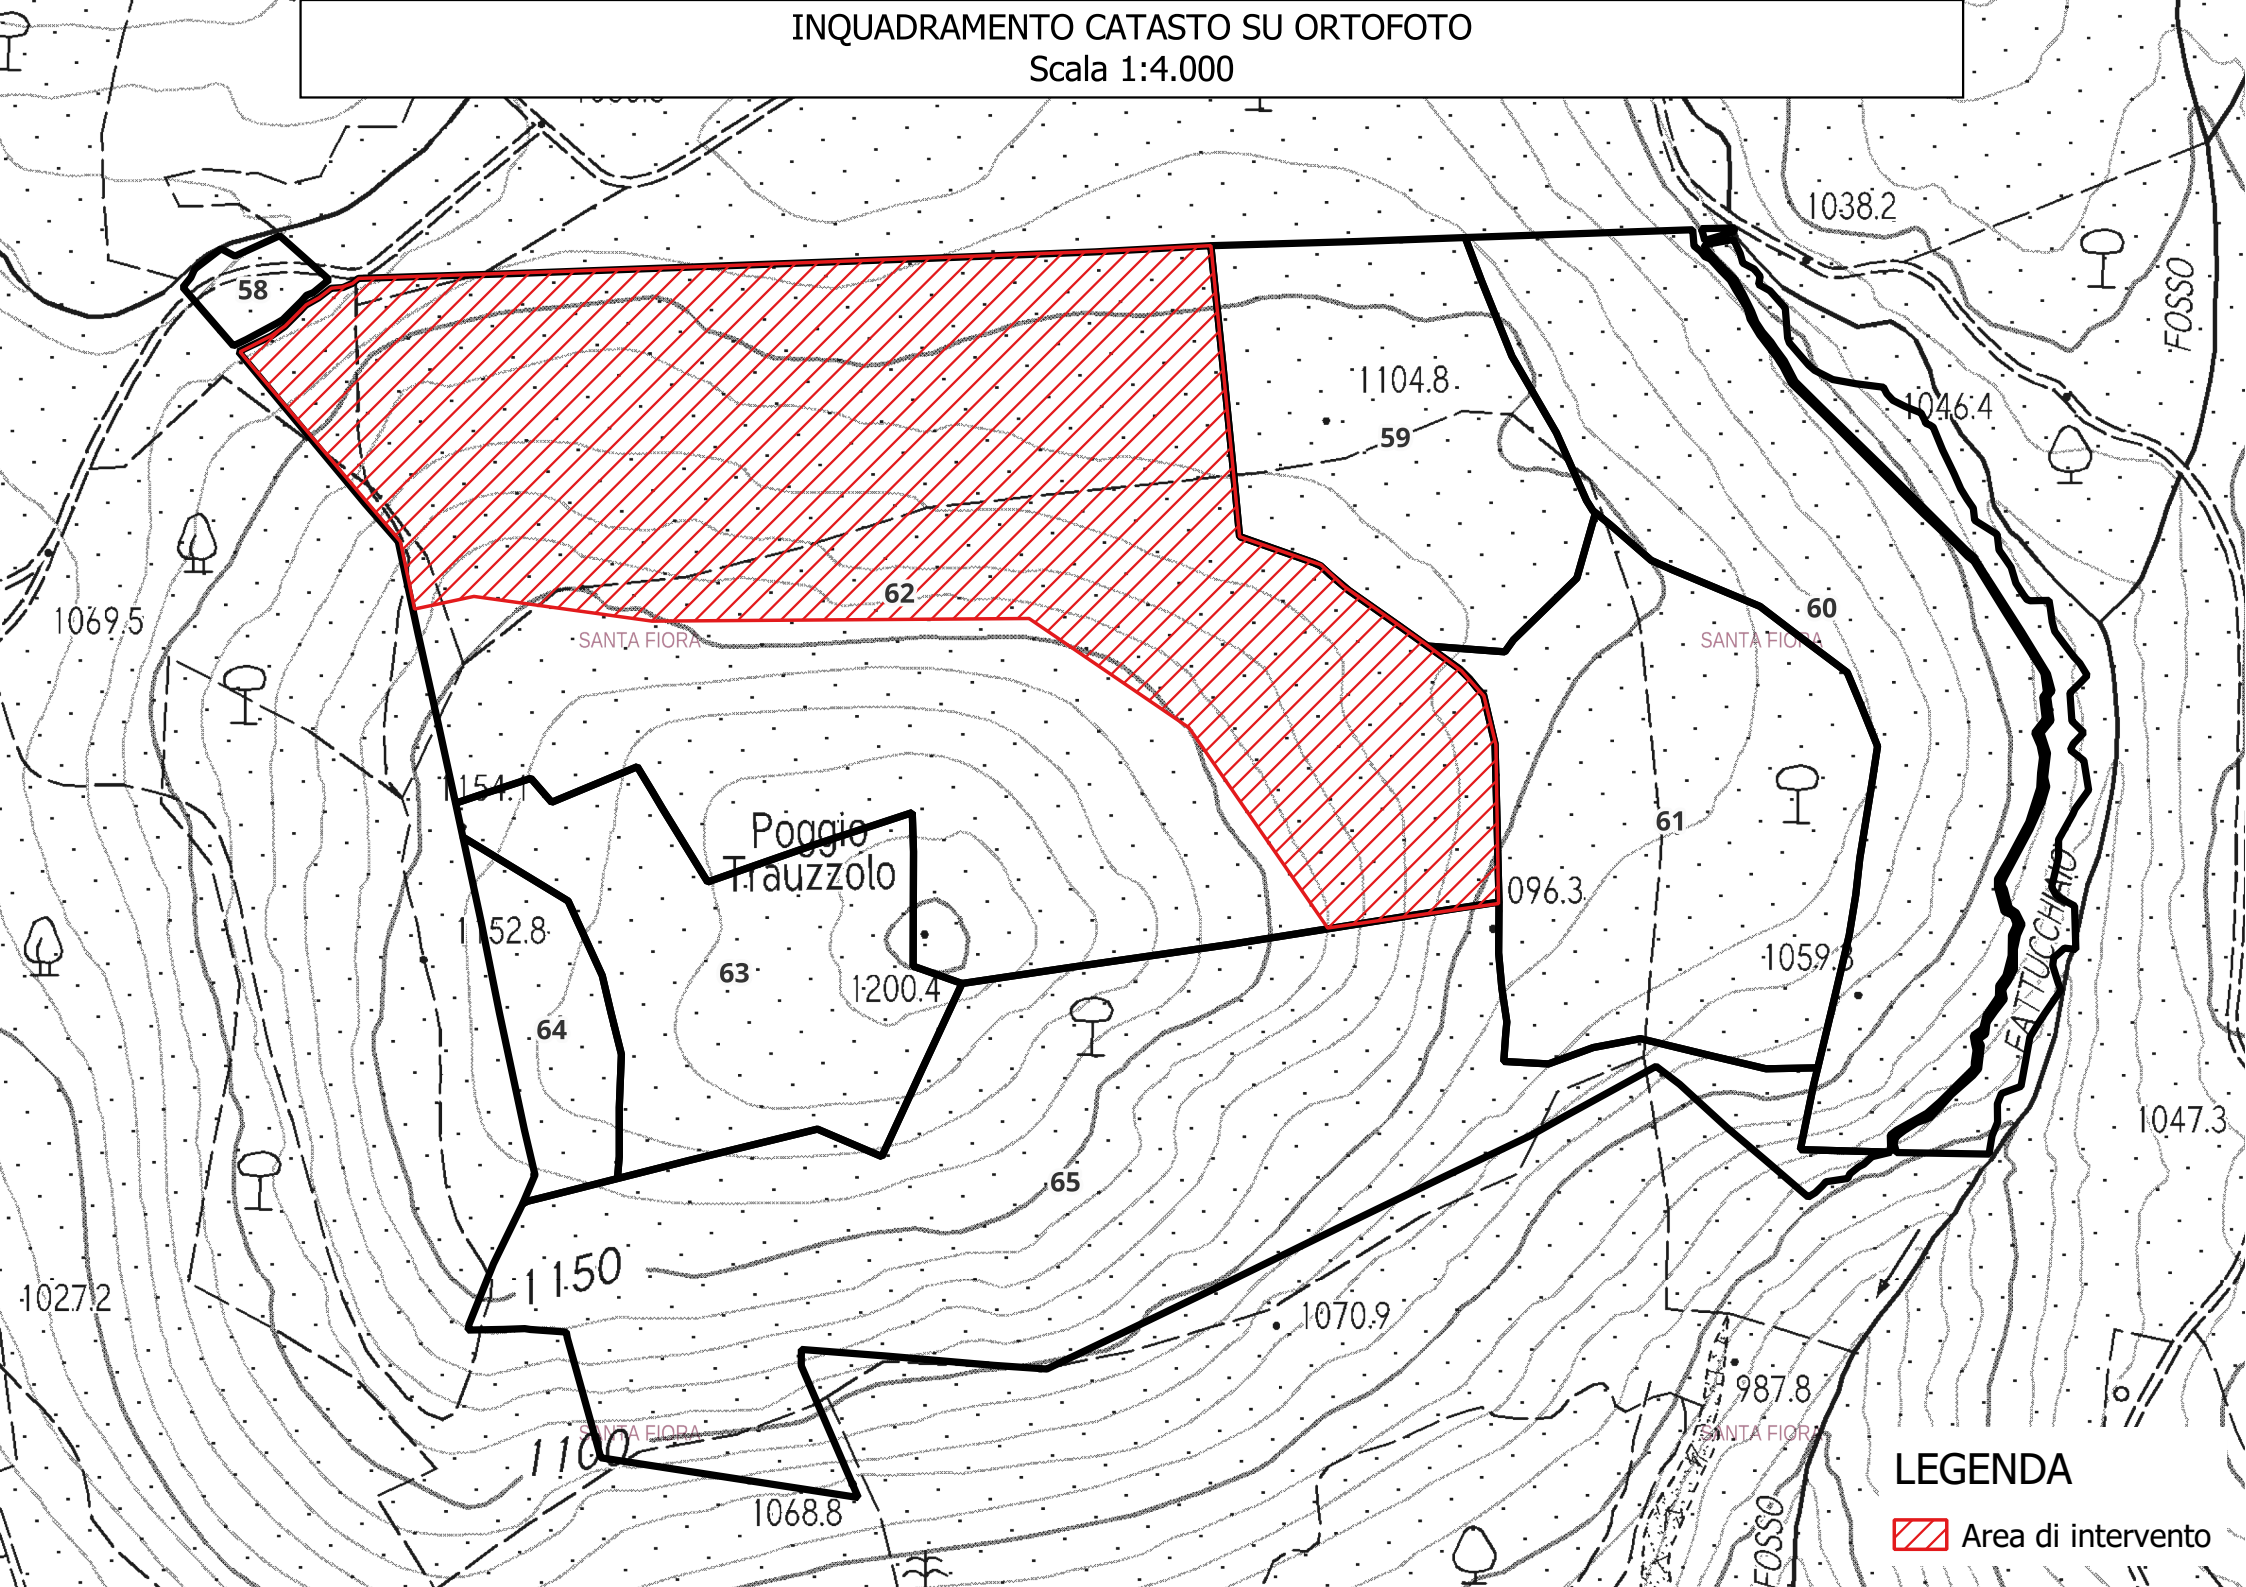 INQUADRAMENTO CATASTO SU ORTOFOTO
Scala 1:4.000
1038.2
FOSSO
58
1104.8
1046.4
59
62
60
1069.5
SANTA FIORA
SANTA FIORA
1154.1
61
Poggio
Trauzzolo
096.3
1152.8
1059.3
FATTUCCHIAIO
63
1200.4
64
1047.3
65
1150
1027.2
1070.9
987.8
SANTA FIORA
SANTA FIORA
1100
1068.8
FOSSO
LEGENDA
Area di intervento